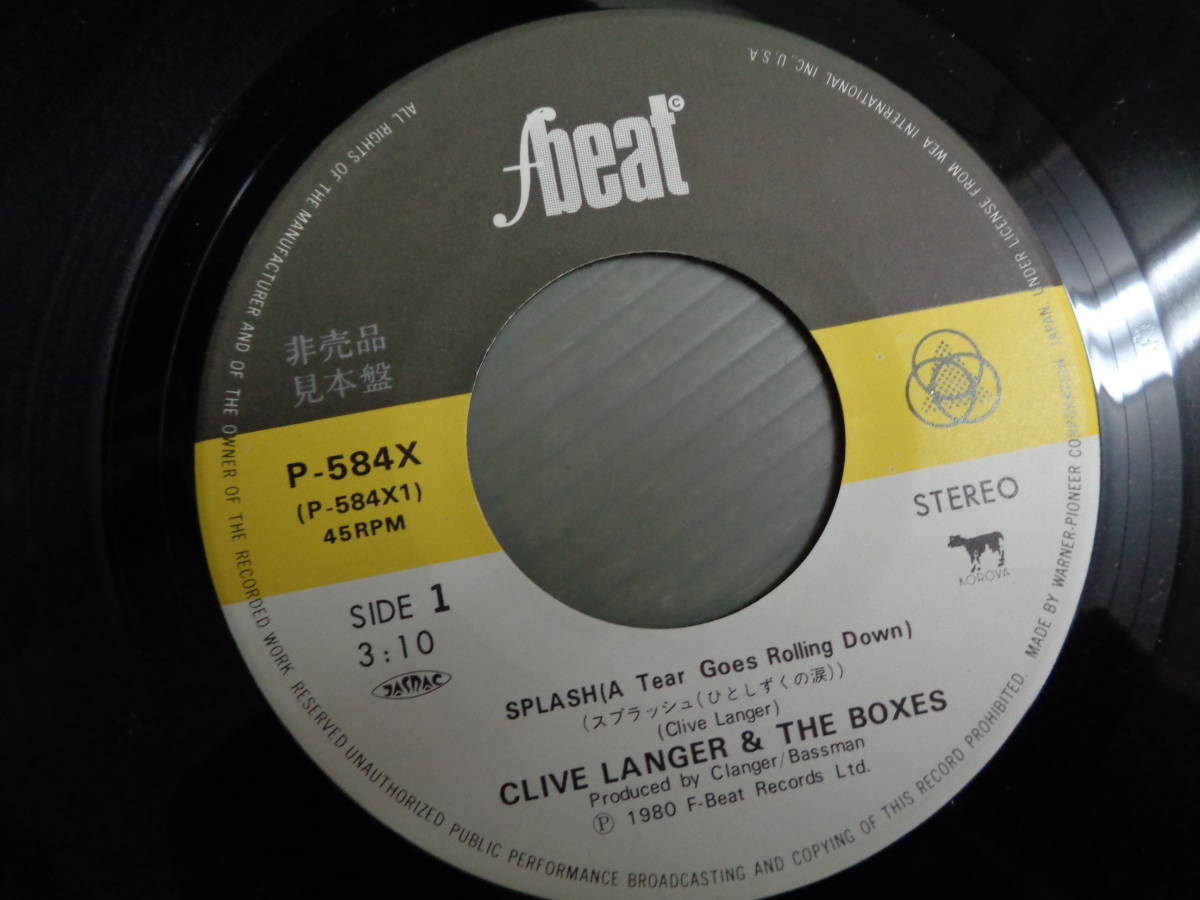 fbeat ©
非売品
見本盤
P-584X
(P-584X1)
45RPM
STEREO
KOROVA
SIDE 1
3:10
JASRAC
SPLASH(A Tear Goes Rolling Down)
(スプラッシュ(ひとしずくの涙))
(Clive Langer)
CLIVE LANGER & THE BOXES
Produced by Clanger/Bassman
Ⓟ 1980 F-Beat Records Ltd.
ALL RIGHTS OF THE MANUFACTURER AND OF THE OWNER OF THE RECORDED WORK RESERVED UNAUTHORIZED PUBLIC PERFORMANCE BROADCASTING AND COPYING OF THIS RECORD PROHIBITED. MADE BY WARNER-PIONEER CORPORATION, JAPAN, UNDER LICENSE FROM WEA INTERNATIONAL INC., U.S.A.